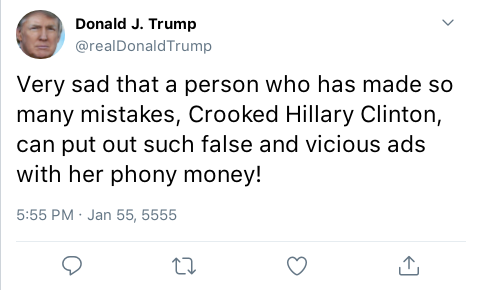 Donald J. Trump
@realDonaldTrump
Very sad that a person who has made so
many mistakes, Crooked Hillary Clinton,
can put out such false and vicious ads
with her phony money!
5:55 PM · Jan 55, 5555